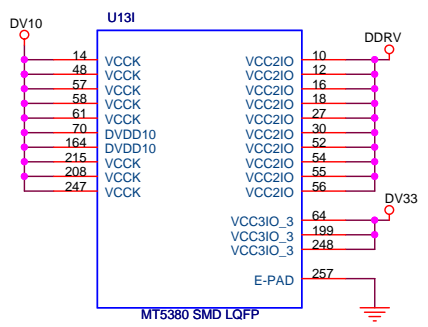 U13I
DV10
DDRV
14 VCCK VCC2IO 10
48 VCCK VCC2IO 12
57 VCCK VCC2IO 16
58 VCCK VCC2IO 18
61 VCCK VCC2IO 27
70 DVDD10 VCC2IO 30
164 DVDD10 VCC2IO 52
215 VCCK VCC2IO 54
208 VCCK VCC2IO 55
247 VCCK VCC2IO 56
DV33
VCC3IO_3 64
VCC3IO_3 199
VCC3IO_3 248
E-PAD 257
MT5380 SMD LQFP